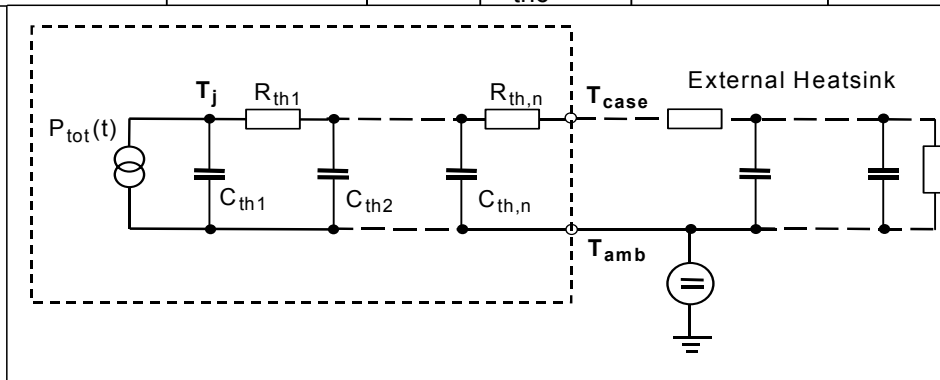 T_j
R_th1
R_th,n
T_case
External Heatsink
P_tot(t)
C_th1
C_th2
C_th,n
T_amb